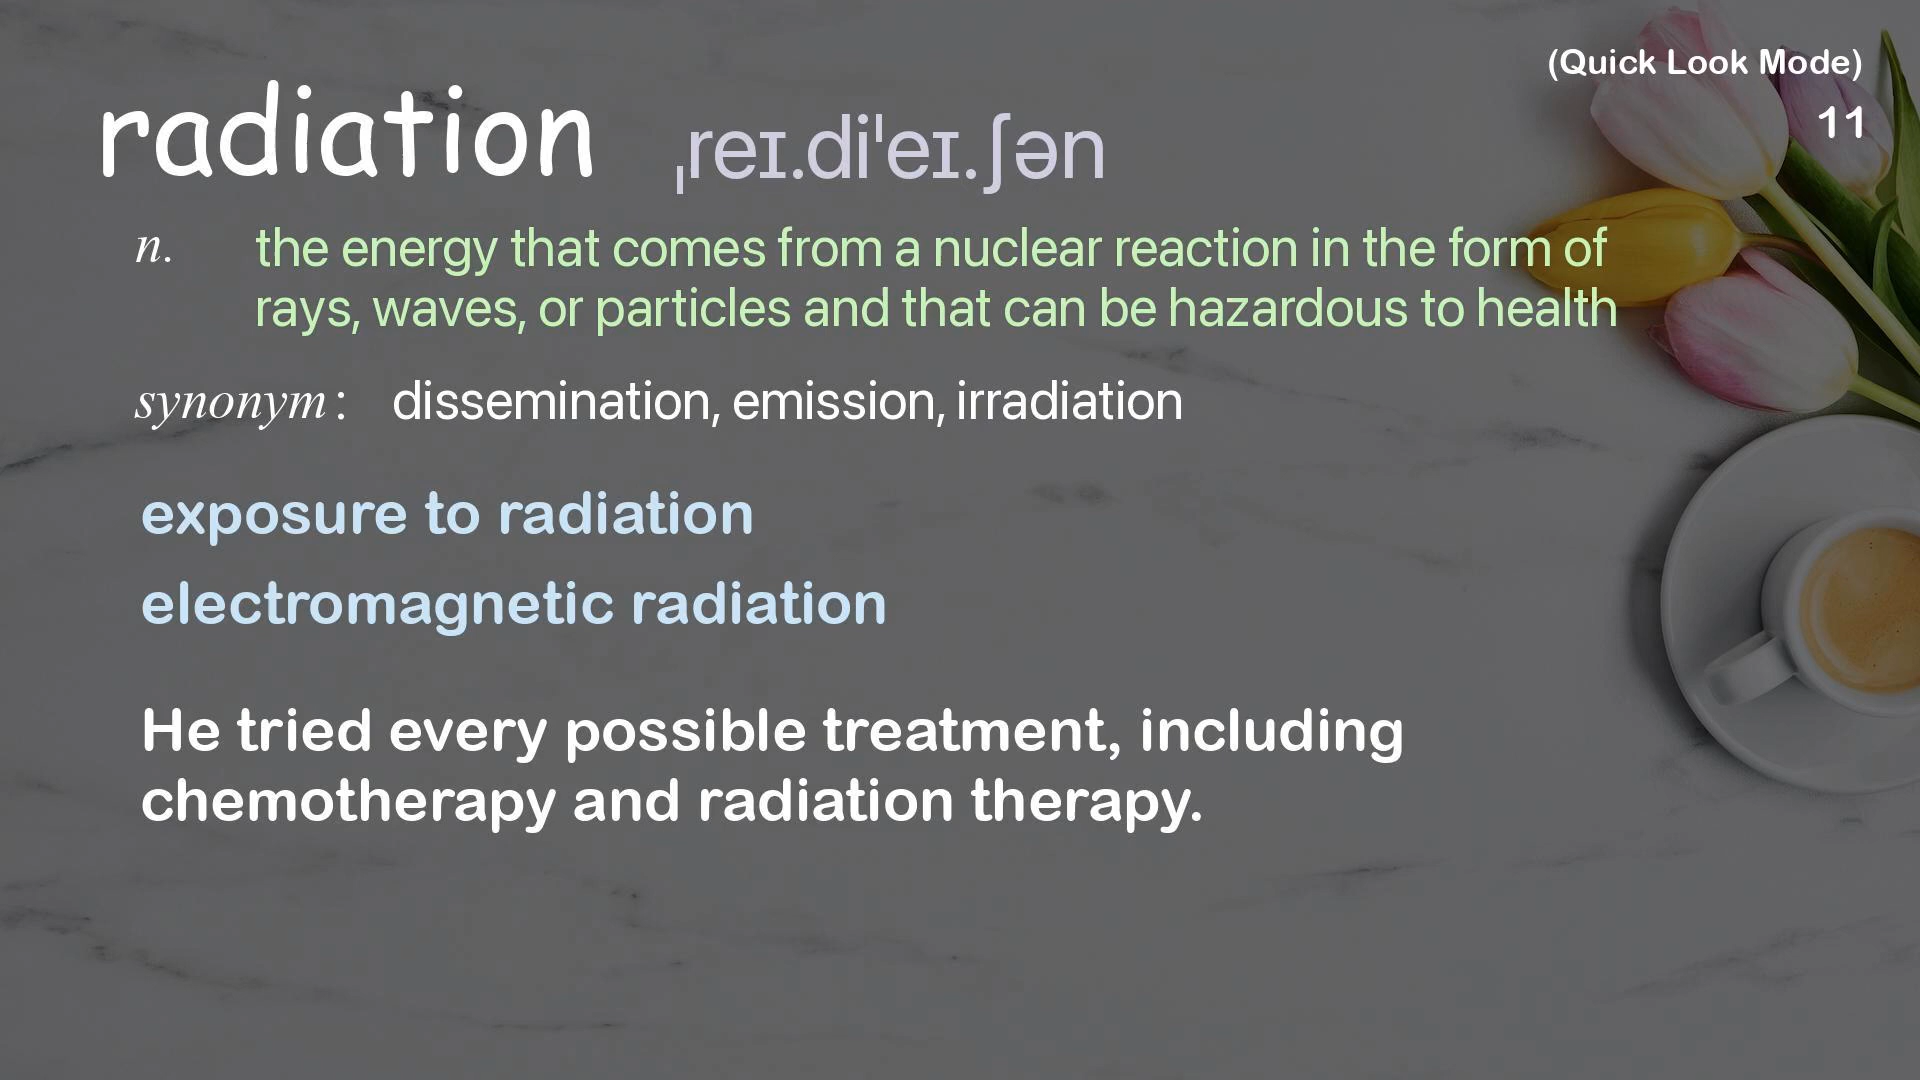 (Quick Look Mode)
11
radiation ˌreɪ.diˈeɪ.ʃən
n. the energy that comes from a nuclear reaction in the form of
rays, waves, or particles and that can be hazardous to health
synonym : dissemination, emission, irradiation
exposure to radiation
electromagnetic radiation
He tried every possible treatment, including
chemotherapy and radiation therapy.